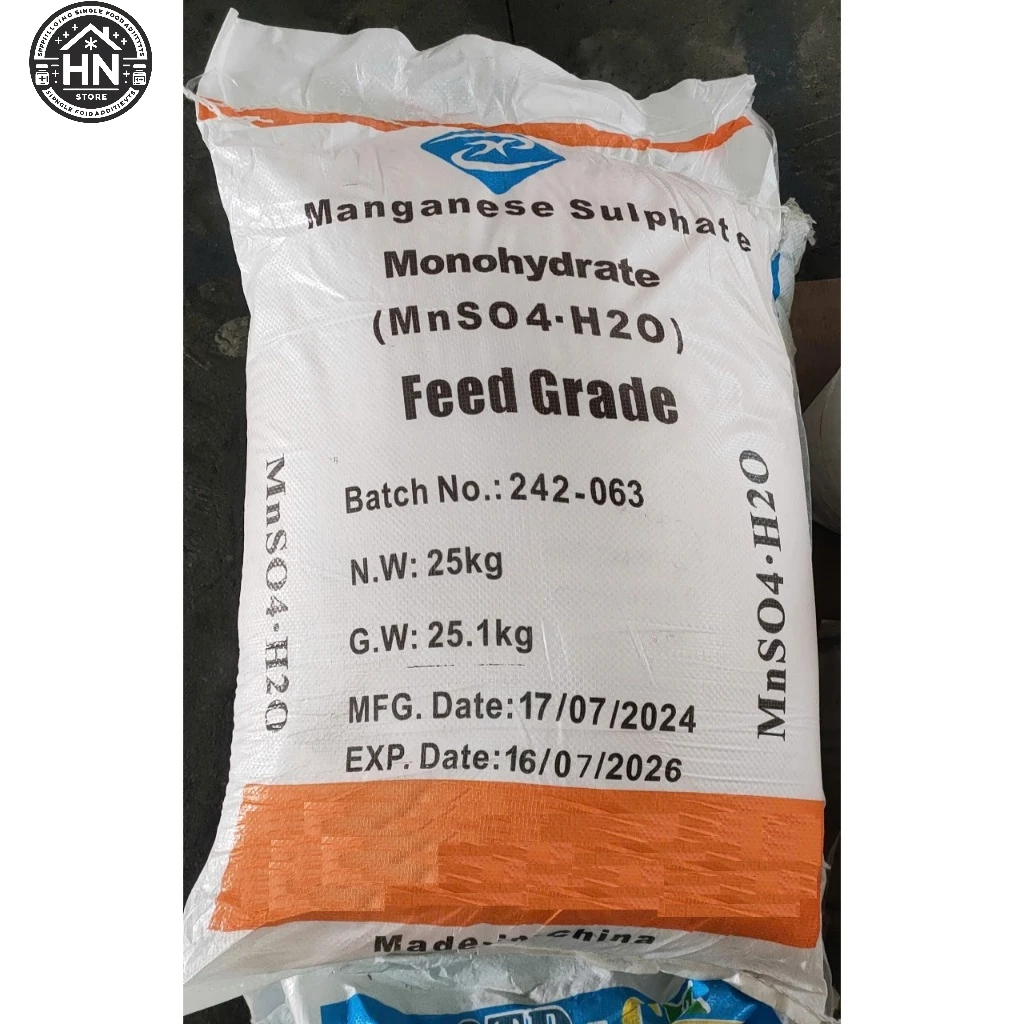 HN
STORE
Manganese Sulphate
Monohydrate
(MnSO4·H2O)
Feed Grade
MnSO4·H2O
MnSO4·H2O
Batch No.: 242-063
N.W: 25kg
G.W: 25.1kg
MFG. Date: 17/07/2024
EXP. Date: 16/07/2026
Made in China